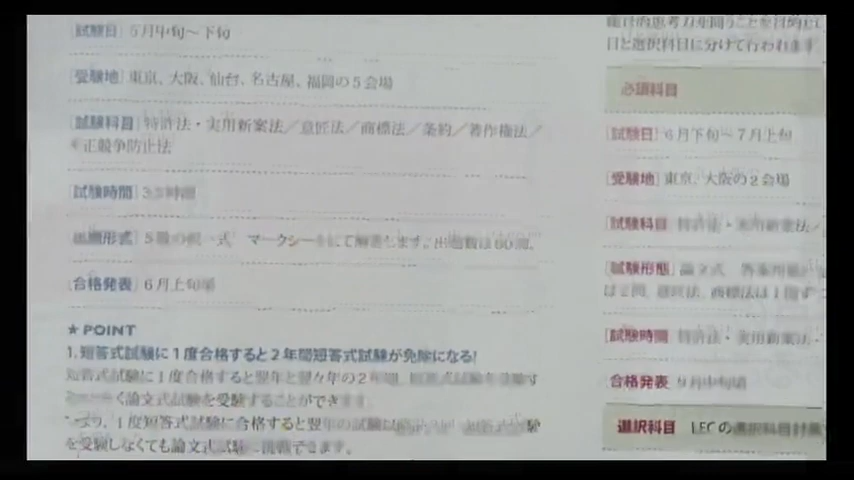 [試験日] 5月中旬~下旬
[受験地] 東京、大阪、仙台、名古屋、福岡の5会場
[試験科目] 特許法・実用新案法／意匠法／商標法／条約／著作権法／
正競争防止法
[試験時間] 3.5時間
マークシートにて解答します。出題数は60問。
[合格発表] 6月上旬頃
★POINT
1. 短答式試験に1度合格すると2年間短答式試験が免除になる!
短答式試験に1度合格すると翌年と翌々年の2年間、短答式試験を受験す
く論文式試験を受験することができます。
つまり、1度短答式試験に合格すると翌年の試験
を受験しなくても論文式試験に挑戦できます。
目と選択科目に分けて行われます
必須科目
[試験日] 6月下旬~7月上旬
[受験地] 東京、大阪の2会場
[試験科目] 特許法・実用新案法／
[試験形態] 論文式
は2問、意匠法、商標法は1問ず
[試験時間] 特許法・実用新案法
[合格発表] 9月中旬頃
選択科目 LECの選択科目対策